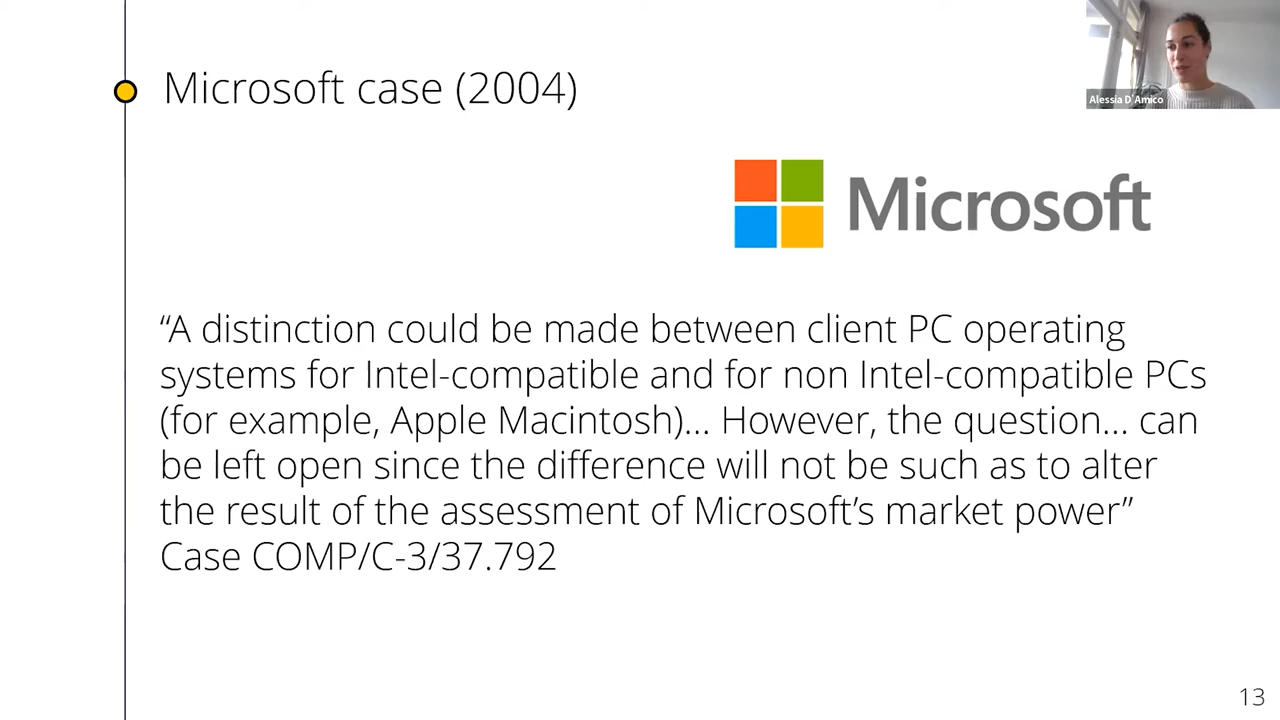 Microsoft case (2004)
Alessia D'Amico
Microsoft
“A distinction could be made between client PC operating
systems for Intel-compatible and for non Intel-compatible PCs
(for example, Apple Macintosh)... However, the question... can
be left open since the difference will not be such as to alter
the result of the assessment of Microsoft’s market power”
Case COMP/C-3/37.792
13